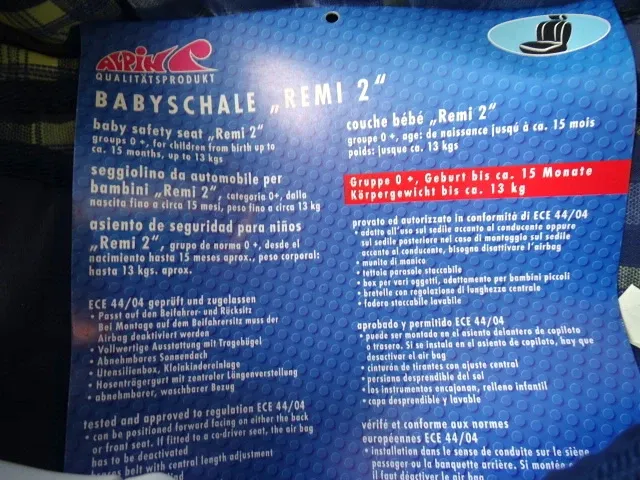 ALPIN
QUALITÄTSPRODUKT
BABYSCHALE „REMI 2“
baby safety seat „Remi 2“
groups 0 +, for children from birth up to
ca. 15 months, up to 13 kgs
seggiolino da automobile per
bambini „Remi 2“, categoria 0+, dalla
nascita fino a circa 15 mesi, peso fino a circa 13 kg
asiento de seguridad para niños
„Remi 2“, grupo de norma 0 +, desde el
nacimiento hasta 15 meses aprox., peso corporal:
hasta 13 kgs. aprox.
ECE 44/04 geprüft und zugelassen
• Passt auf den Beifahrer- und Rücksitz
Bei Montage auf dem Beifahrersitz muss der
Airbag deaktiviert werden
• Vollwertige Ausstattung mit Tragebügel
• Abnehmbares Sonnendach
• Utensilienbox, Kleinkindereinlage
• Hosenträgergurt mit zentraler Längenverstellung
• abnehmbarer, waschbarer Bezug
tested and approved to regulation ECE 44/04
• can be positioned forward facing on either the back
or front seat. If fitted to a co-driver seat, the air bag
has to be deactivated
belt with central length adjustment
couche bébé „Remi 2“
groupe 0 +, age: de naissance jusqú à ca. 15 mois
poids: jusque ca. 13 kgs
Gruppe 0 +, Geburt bis ca. 15 Monate
Körpergewicht bis ca. 13 kg
provato ed autorizzato in conformità di ECE 44/04
• adatto all'uso sul sedile accanto al conducente oppure
sul sedile posteriore nel caso di montaggio sul sedile
accanto al conducente, bisogna disattivare l'airbag
• munito di manico
• tettoia parasole staccabile
• box per vari oggetti, adattamento per bambini piccoli
• bretelle con regolazione di lunghezza centrale
• fodera staccabile lavabile
aprobado y permitido ECE 44/04
• puede ser montada en el asiento delantero de copiloto
o trasero. Si se instala en el asiento de copiloto, hay que
desactivar el air bag
• cinturón de tirantes con ajuste central
• persiana desprendible del sol
• los instrumentos encajonan, relleno infantil
• capa desprendible y lavable
vérifié et conforme aux normes
européennes ECE 44/04
• installation dans le sense de conduite sur le siège
passager ou la banquette arrière. Si montée
il faut désactiver le air bag